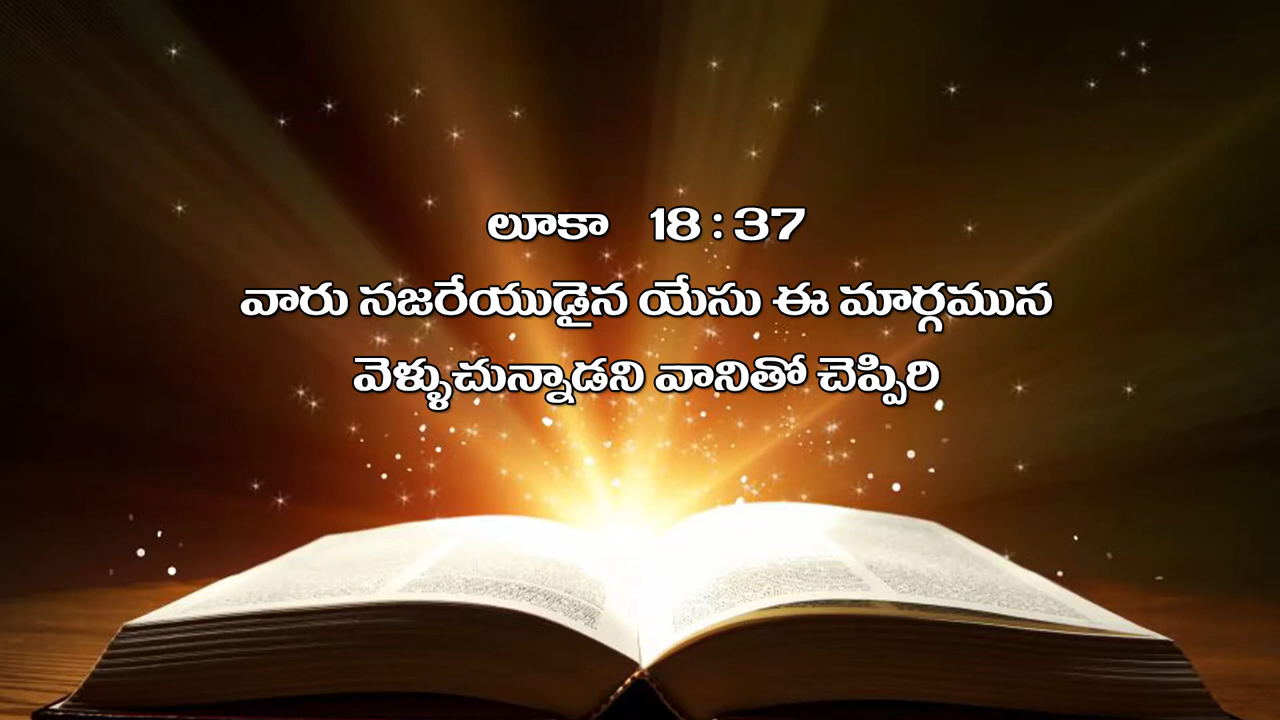 లూకా 18 : 37
వారు నజరేయుడైన యేసు ఈ మార్గమున
వెళ్ళుచున్నాడని వానితో చెప్పిరి